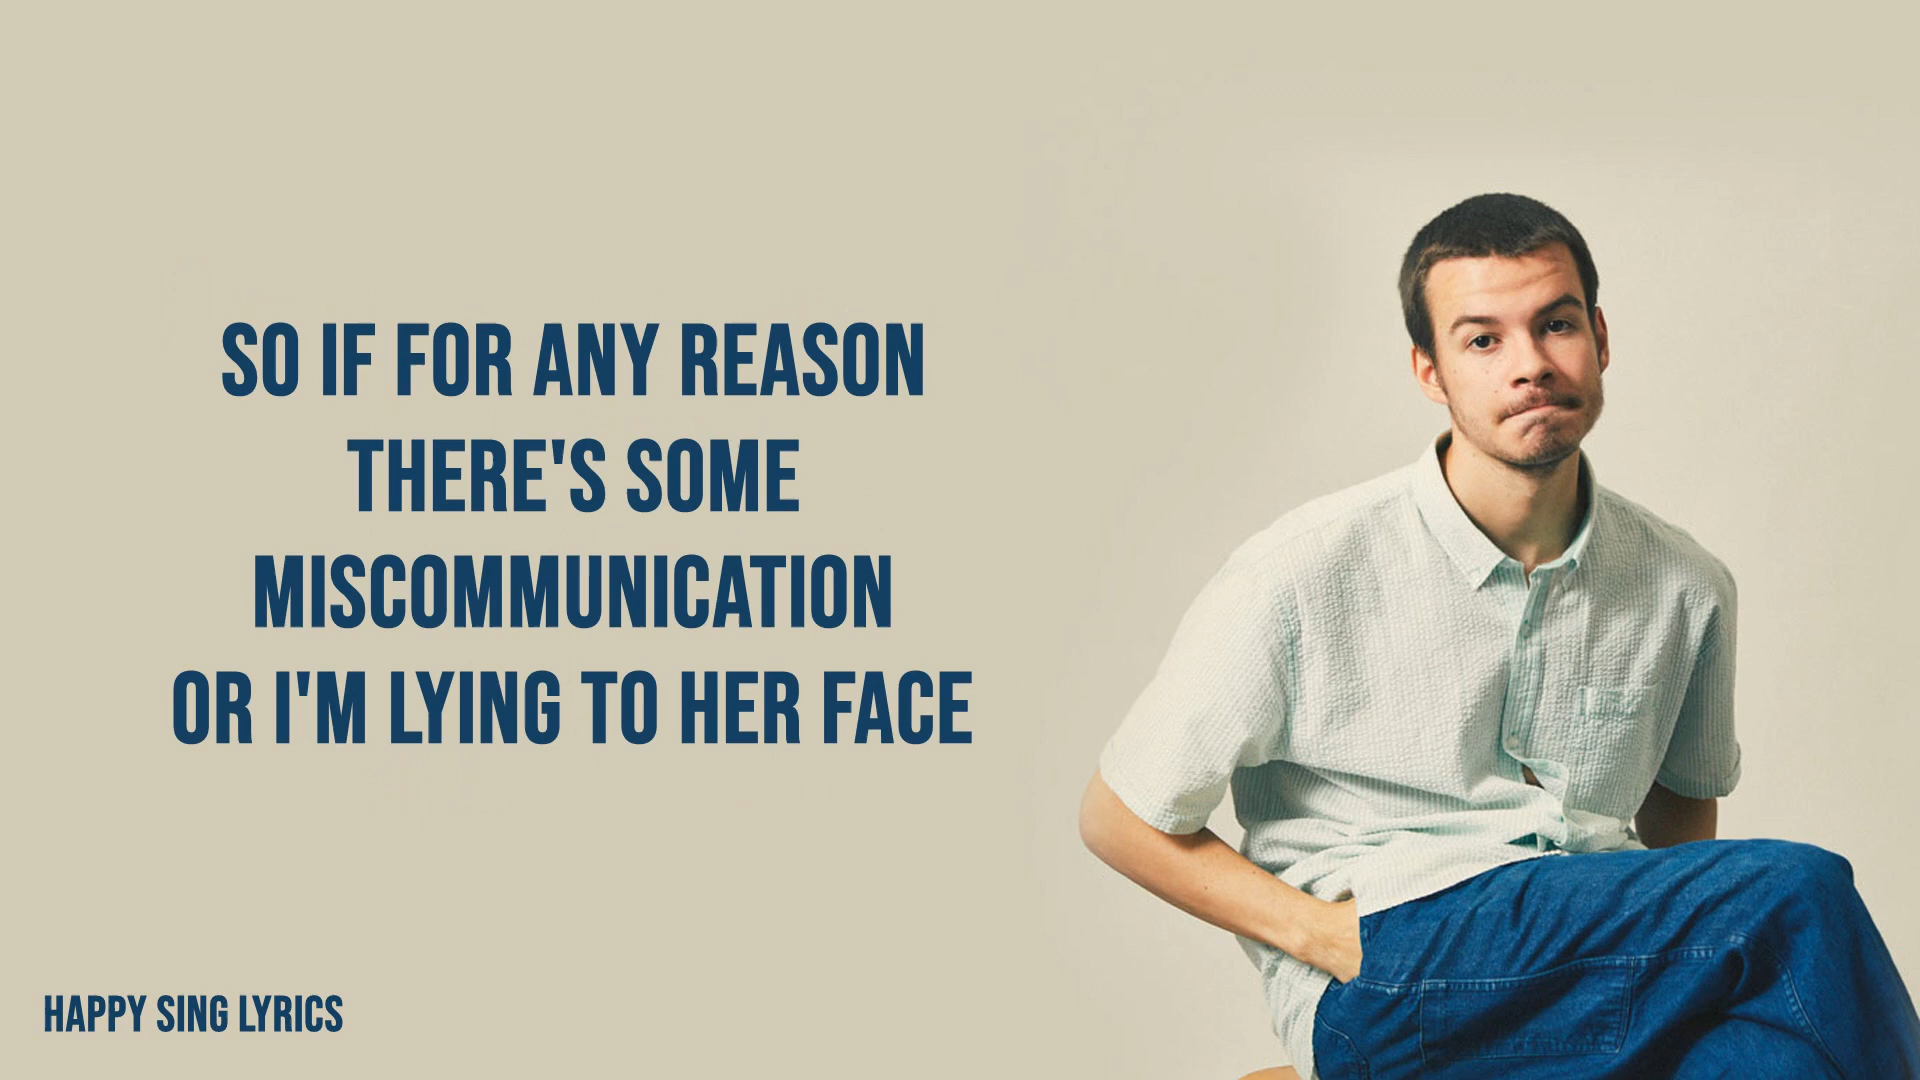 SO IF FOR ANY REASON
THERE'S SOME
MISCOMMUNICATION
OR I'M LYING TO HER FACE
HAPPY SING LYRICS